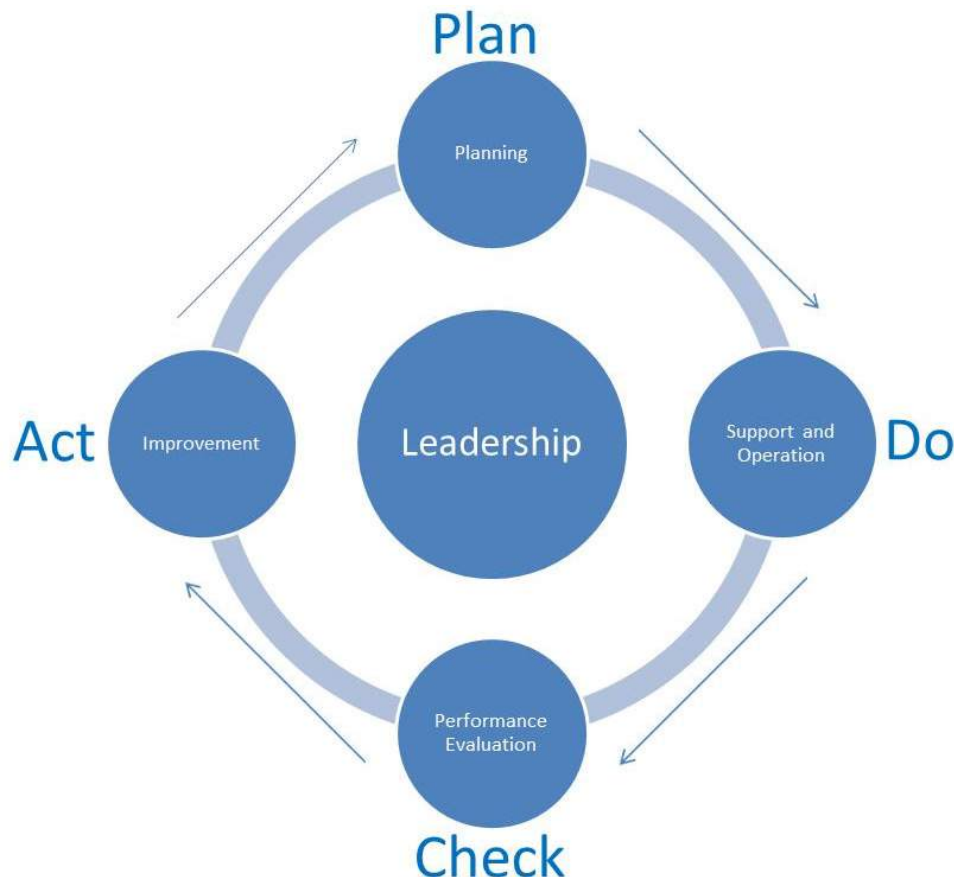 Plan
Planning
Act
Improvement
Leadership
Support and
Operation
Do
Performance
Evaluation
Check